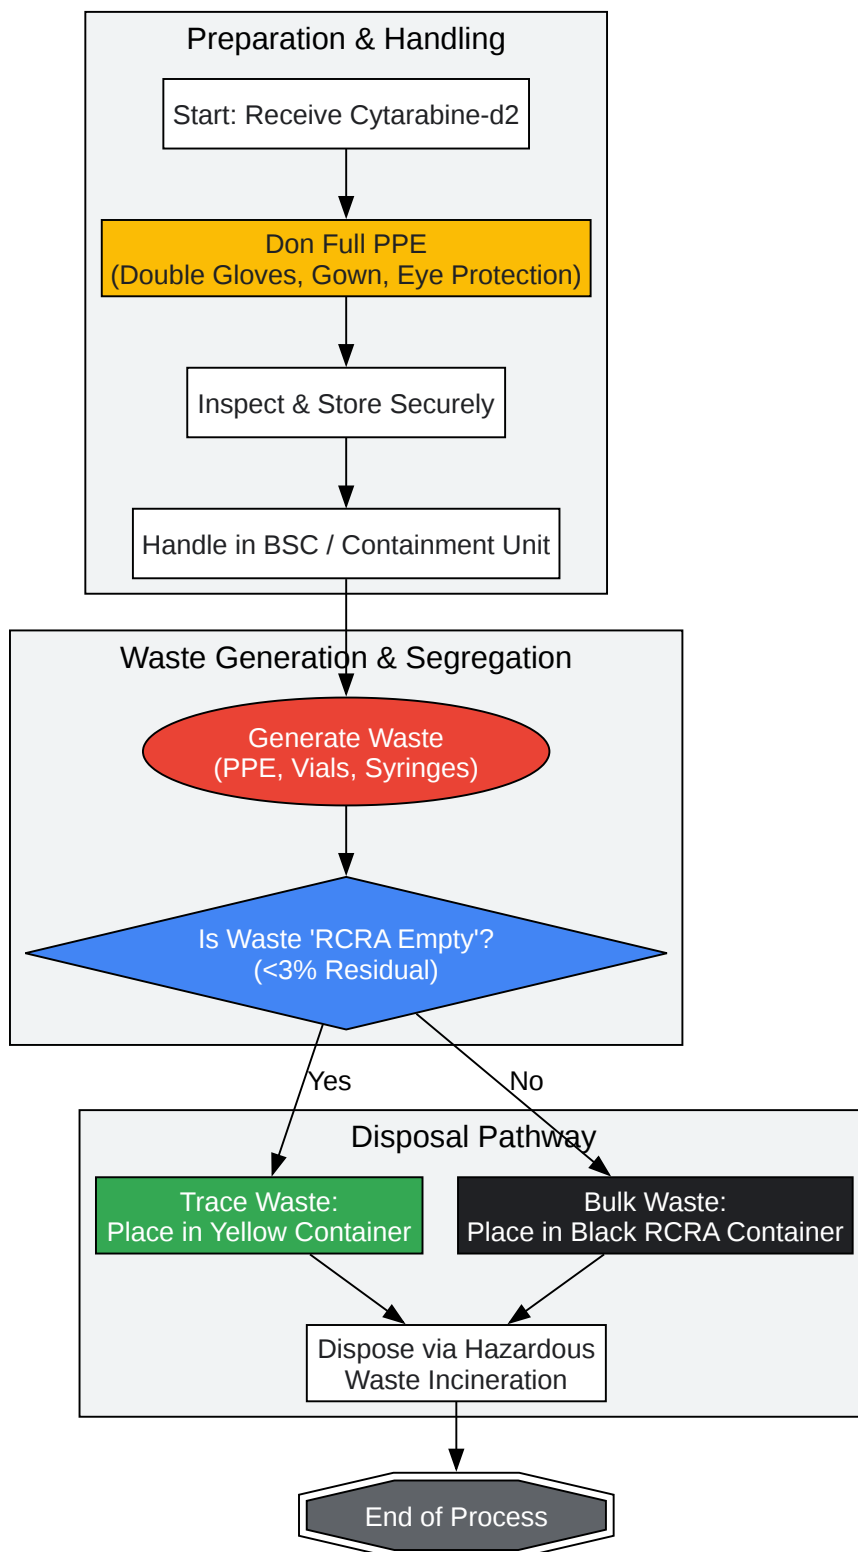 Preparation & Handling
Start: Receive Cytarabine-d2
Don Full PPE
(Double Gloves, Gown, Eye Protection)
Inspect & Store Securely
Handle in BSC / Containment Unit
Waste Generation & Segregation
Generate Waste
(PPE, Vials, Syringes)
Is Waste 'RCRA Empty'?
(<3% Residual)
Yes
No
Disposal Pathway
Trace Waste:
Place in Yellow Container
Bulk Waste:
Place in Black RCRA Container
Dispose via Hazardous
Waste Incineration
End of Process